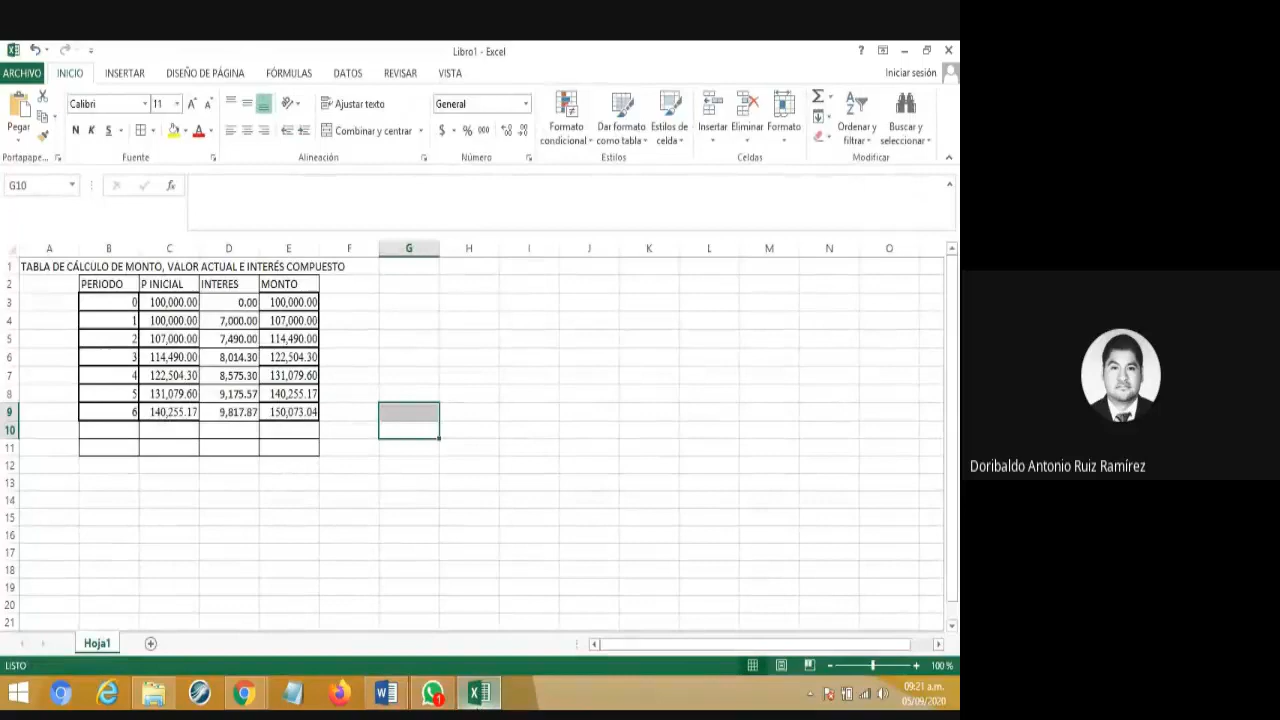 Libro1 - Excel
?
ARCHIVO INICIO INSERTAR DISEÑO DE PÁGINA FÓRMULAS DATOS REVISAR VISTA Iniciar sesión
Pegar
Calibri 11
N K S
Ajustar texto
Combinar y centrar
General
$ % 000
Formato condicional
Dar formato como tabla
Estilos de celda
Insertar Eliminar Formato
Ordenar y filtrar
Buscar y seleccionar
Portapape... Fuente Alineación Número Estilos Celdas Modificar
G10 fx
A B C D E F G H I J K L M N O
1 TABLA DE CÁLCULO DE MONTO, VALOR ACTUAL E INTERÉS COMPUESTO
2 PERIODO P INICIAL INTERES MONTO
3 0 100,000.00 0.00 100,000.00
4 1 100,000.00 7,000.00 107,000.00
5 2 107,000.00 7,490.00 114,490.00
6 3 114,490.00 8,014.30 122,504.30
7 4 122,504.30 8,575.30 131,079.60
8 5 131,079.60 9,175.57 140,255.17
9 6 140,255.17 9,817.87 150,073.04
10
11
12
13
14
15
16
17
18
19
20
21
Hoja1
LISTO 100 %
09:21 a.m.
05/09/2020
Doribaldo Antonio Ruiz Ramírez